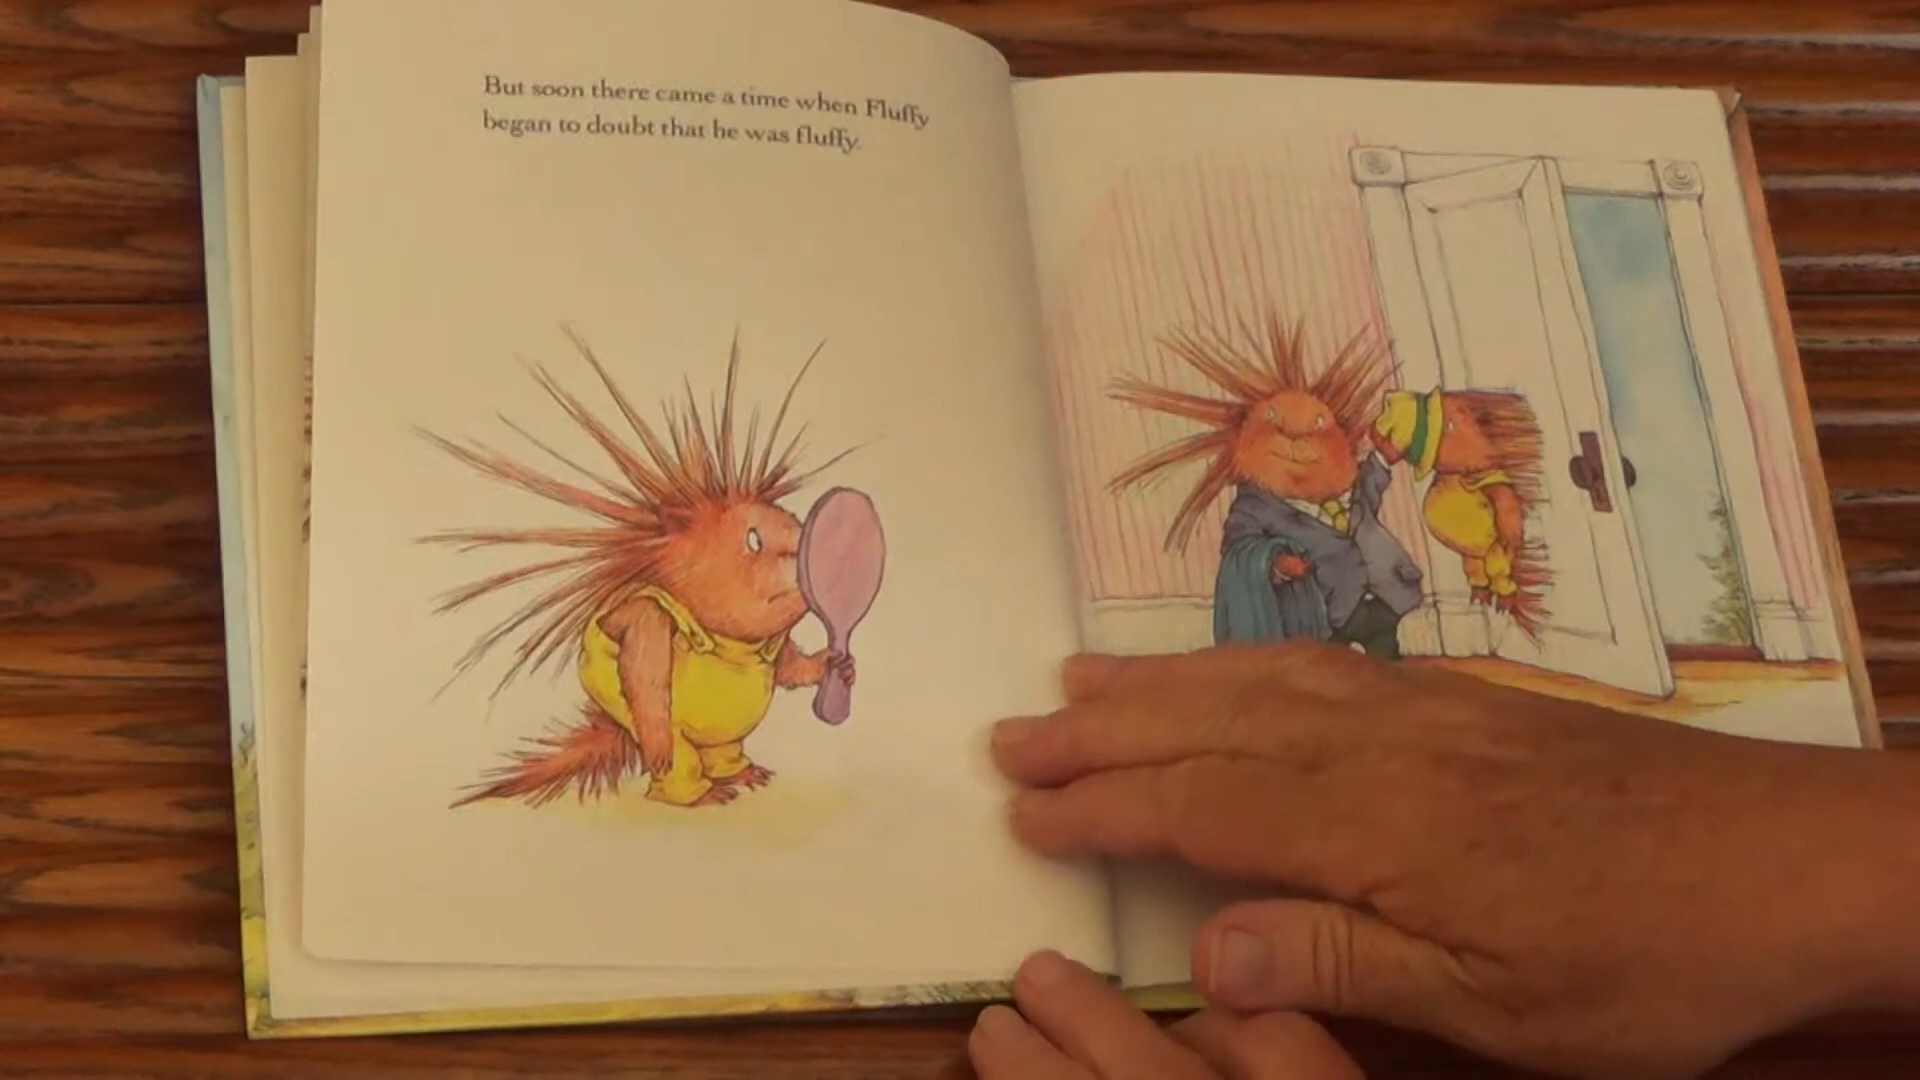 But soon there came a time when Fluffy
began to doubt that he was fluffy.